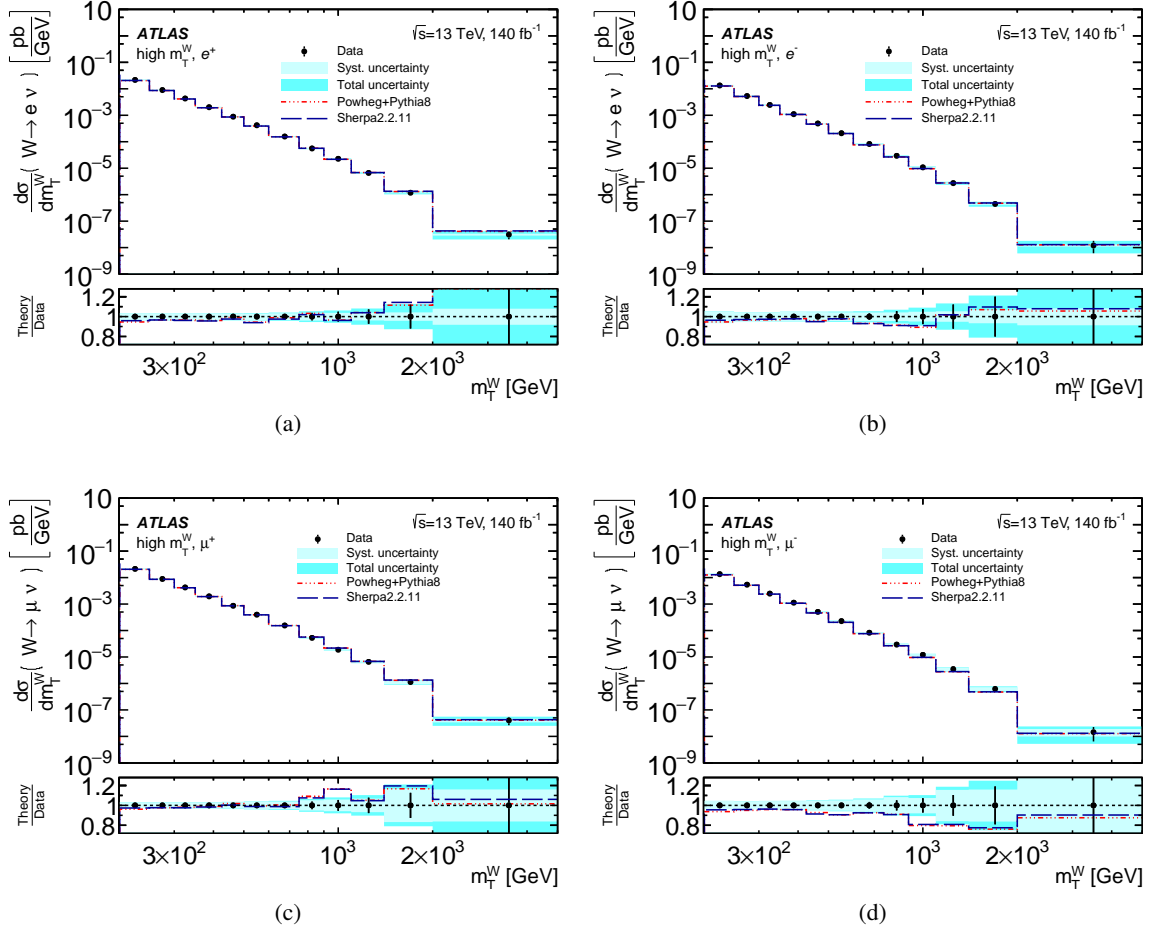 ATLAS
√s=13 TeV, 140 fb⁻¹
high m_T^W, e⁺
Data
Syst. uncertainty
Total uncertainty
Powheg+Pythia8
Sherpa2.2.11
dσ/dm_T^W (W→ e ν) [pb/GeV]
10
10⁻¹
10⁻³
10⁻⁵
10⁻⁷
10⁻⁹
Theory/Data
1.2
1
0.8
3×10² 10³ 2×10³
m_T^W [GeV]
(a)
ATLAS
√s=13 TeV, 140 fb⁻¹
high m_T^W, e⁻
Data
Syst. uncertainty
Total uncertainty
Powheg+Pythia8
Sherpa2.2.11
dσ/dm_T^W (W→ e ν) [pb/GeV]
10
10⁻¹
10⁻³
10⁻⁵
10⁻⁷
10⁻⁹
Theory/Data
1.2
1
0.8
3×10² 10³ 2×10³
m_T^W [GeV]
(b)
ATLAS
√s=13 TeV, 140 fb⁻¹
high m_T^W, μ⁺
Data
Syst. uncertainty
Total uncertainty
Powheg+Pythia8
Sherpa2.2.11
dσ/dm_T^W (W→ μ ν) [pb/GeV]
10
10⁻¹
10⁻³
10⁻⁵
10⁻⁷
10⁻⁹
Theory/Data
1.2
1
0.8
3×10² 10³ 2×10³
m_T^W [GeV]
(c)
ATLAS
√s=13 TeV, 140 fb⁻¹
high m_T^W, μ⁻
Data
Syst. uncertainty
Total uncertainty
Powheg+Pythia8
Sherpa2.2.11
dσ/dm_T^W (W→ μ ν) [pb/GeV]
10
10⁻¹
10⁻³
10⁻⁵
10⁻⁷
10⁻⁹
Theory/Data
1.2
1
0.8
3×10² 10³ 2×10³
m_T^W [GeV]
(d)